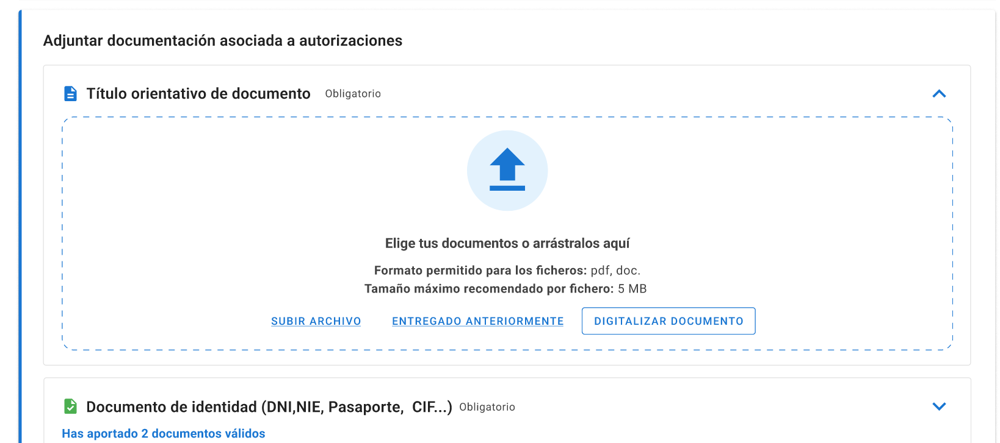 Adjuntar documentación asociada a autorizaciones
Título orientativo de documento Obligatorio
Elige tus documentos o arrástralos aquí
Formato permitido para los ficheros: pdf, doc.
Tamaño máximo recomendado por fichero: 5 MB
SUBIR ARCHIVO ENTREGADO ANTERIORMENTE DIGITALIZAR DOCUMENTO
Documento de identidad (DNI,NIE, Pasaporte, CIF...) Obligatorio
Has aportado 2 documentos válidos